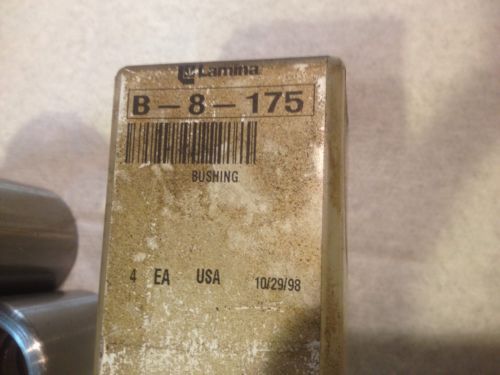 Lamina
B-8-175
BUSHING
4 EA USA 10/29/98